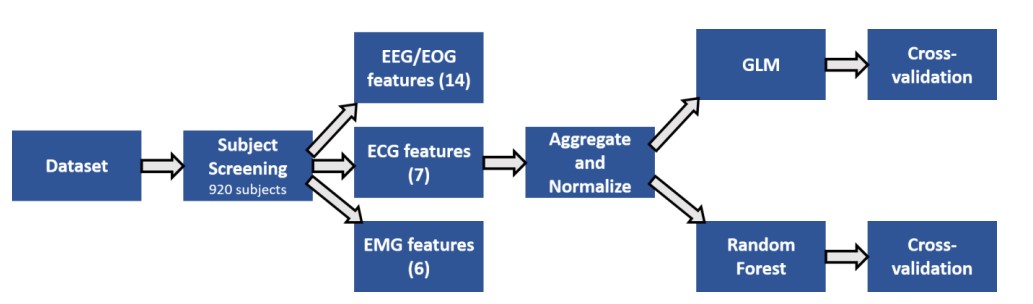 Dataset
Subject
Screening
920 subjects
EEG/EOG
features (14)
ECG features
(7)
EMG features
(6)
Aggregate
and
Normalize
GLM
Cross-
validation
Random
Forest
Cross-
validation